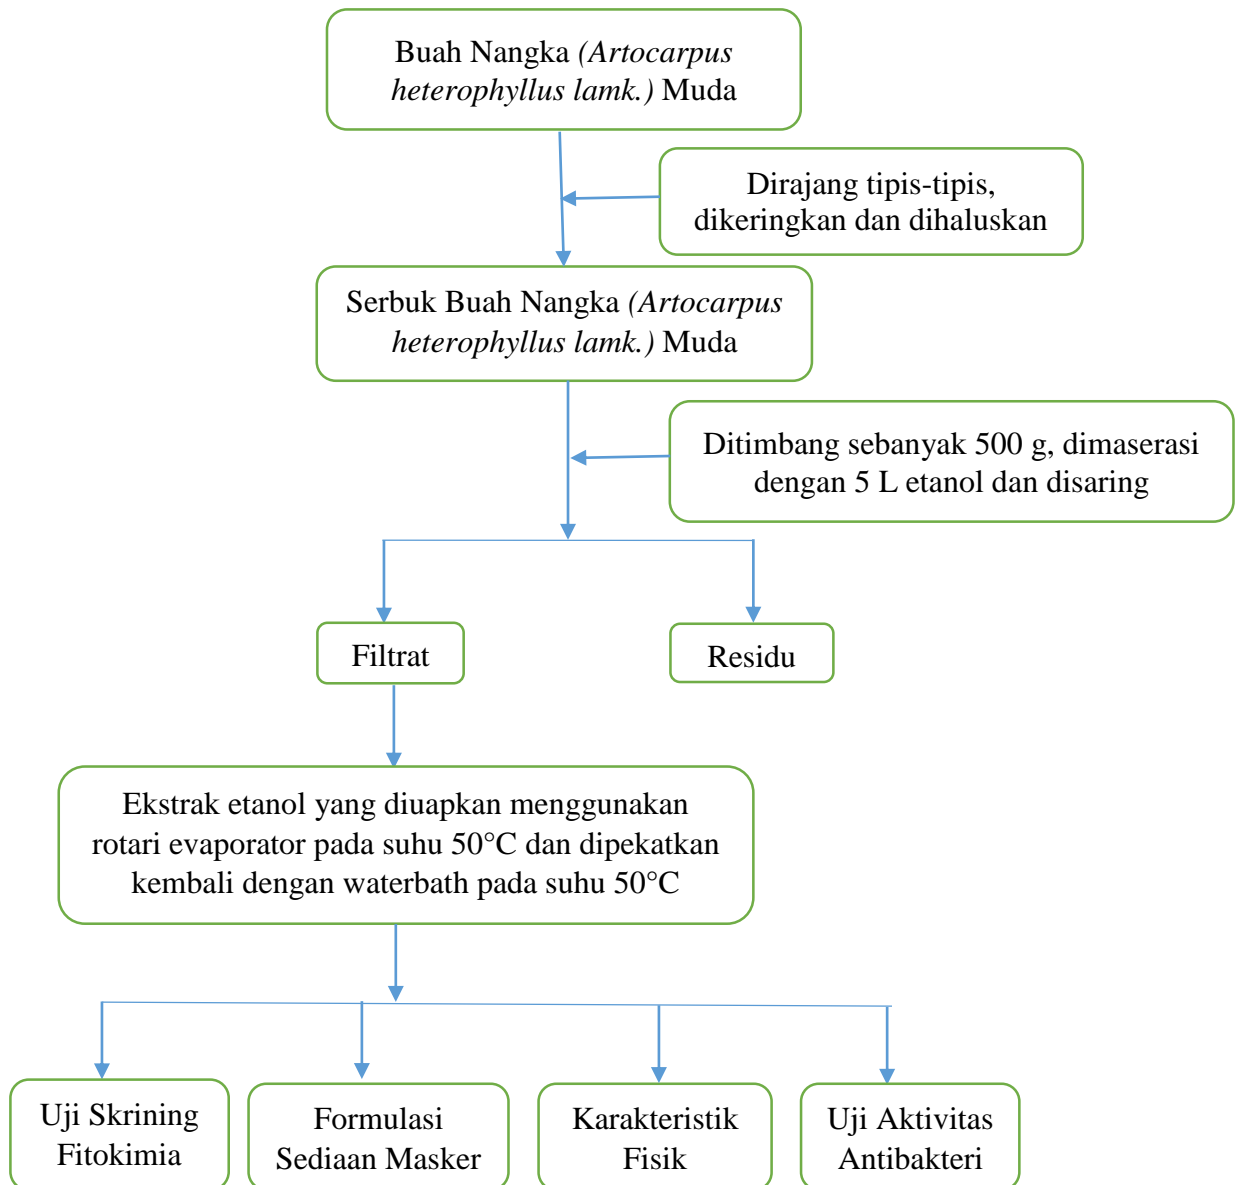 Buah Nangka (Artocarpus
heterophyllus lamk.) Muda
Dirajang tipis-tipis,
dikeringkan dan dihaluskan
Serbuk Buah Nangka (Artocarpus
heterophyllus lamk.) Muda
Ditimbang sebanyak 500 g, dimaserasi
dengan 5 L etanol dan disaring
Filtrat
Residu
Ekstrak etanol yang diuapkan menggunakan
rotari evaporator pada suhu 50°C dan dipekatkan
kembali dengan waterbath pada suhu 50°C
Uji Skrining
Fitokimia
Formulasi
Sediaan Masker
Karakteristik
Fisik
Uji Aktivitas
Antibakteri